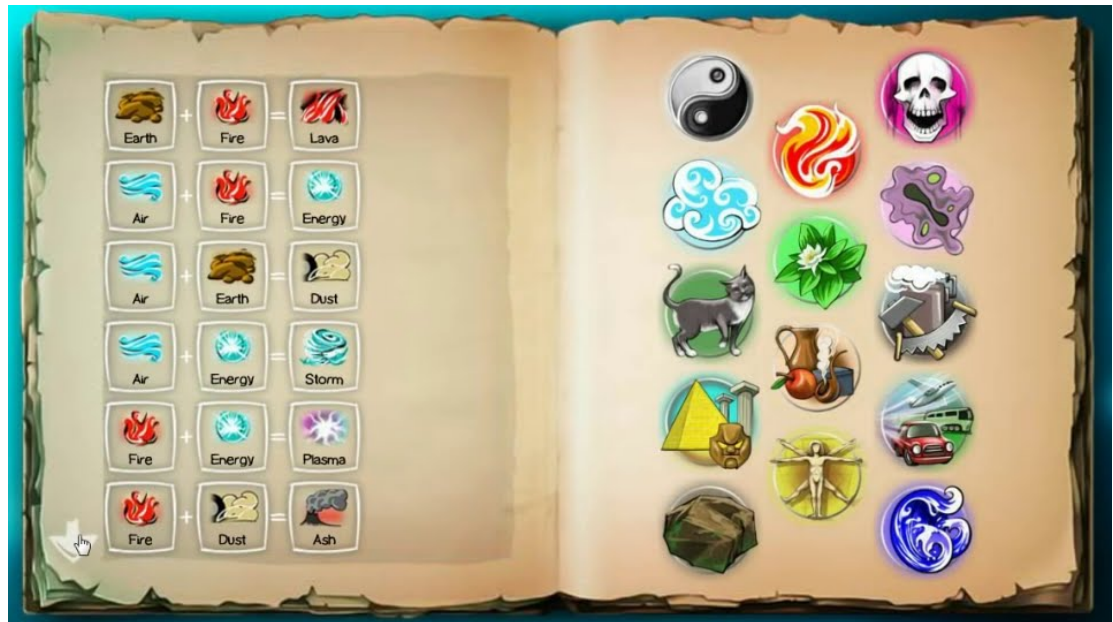 Earth + Fire = Lava
Air + Fire = Energy
Air + Earth = Dust
Air + Energy = Storm
Fire + Energy = Plasma
Fire + Dust = Ash